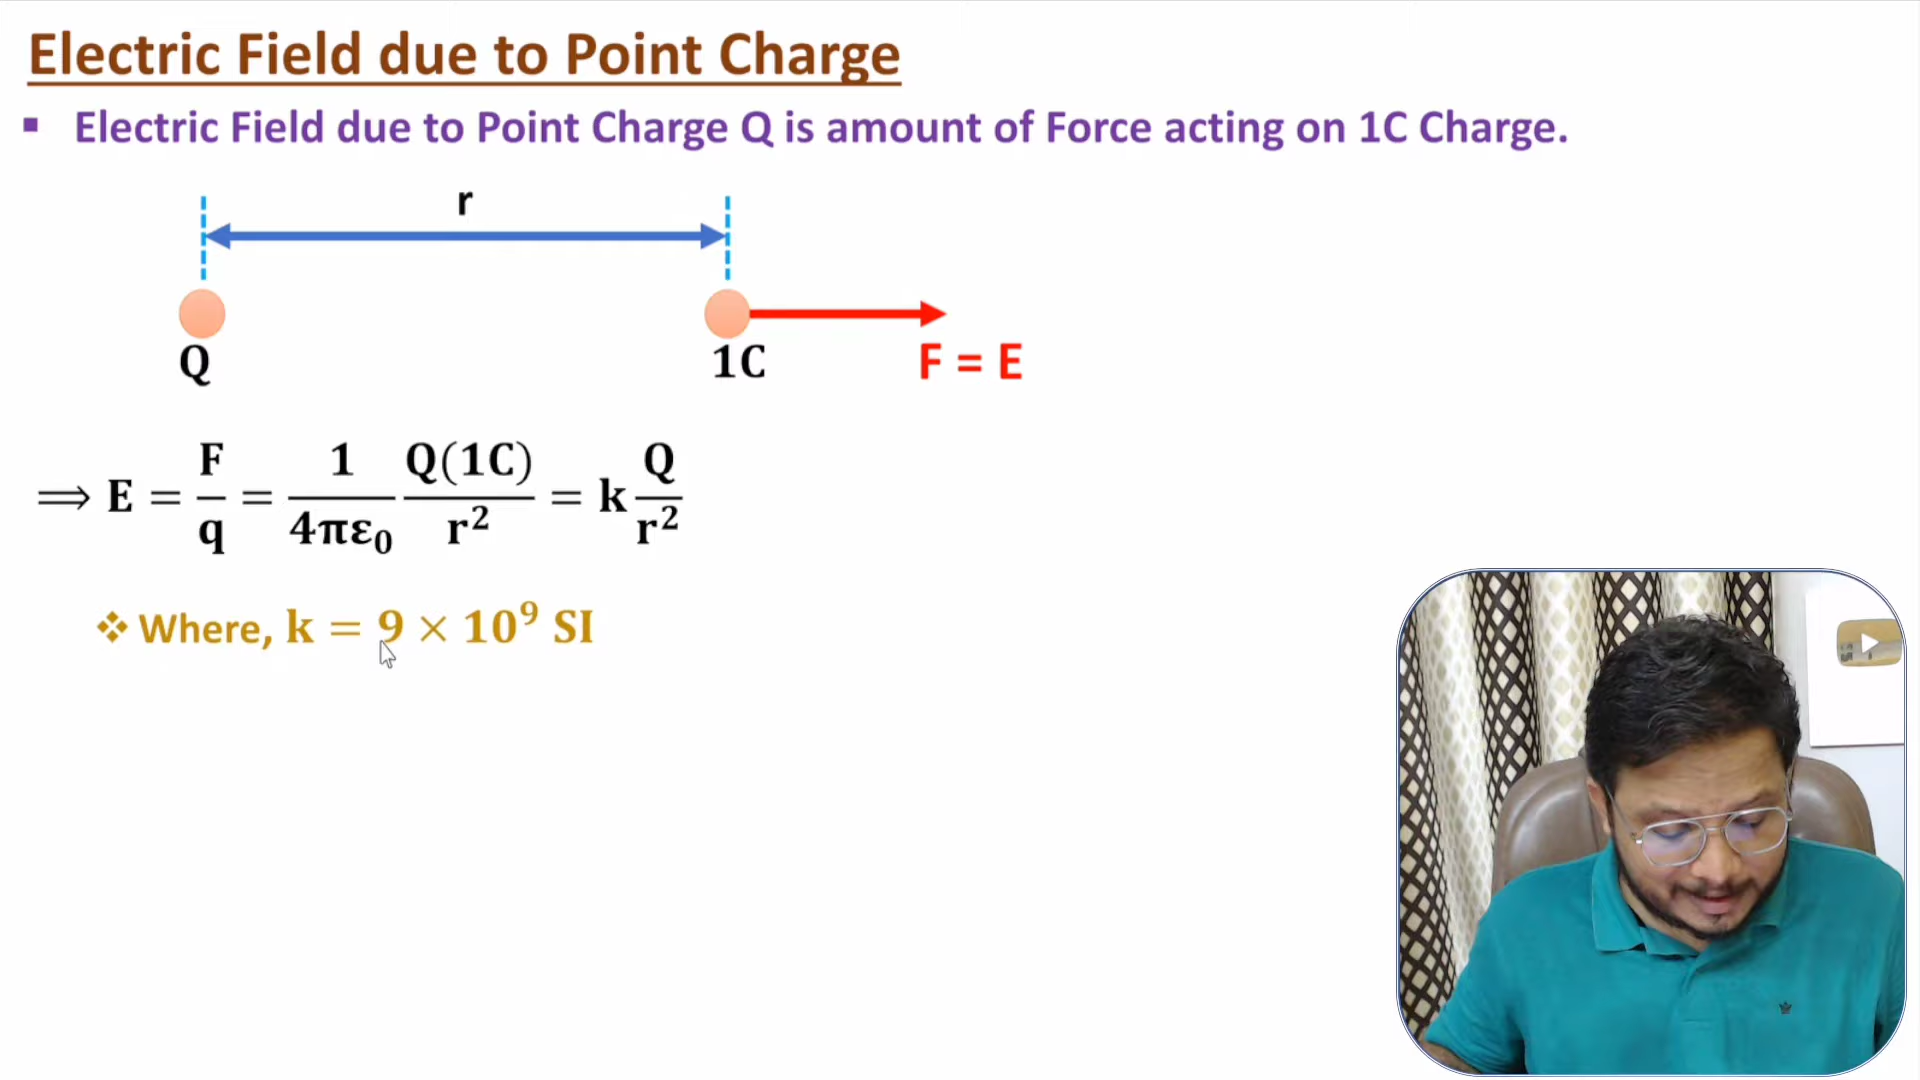 Electric Field due to Point Charge
▪ Electric Field due to Point Charge Q is amount of Force acting on 1C Charge.
r
Q
1C
F = E
⟹ E = F/q = 1/(4πε₀) Q(1C)/r² = k Q/r²
❖ Where, k = 9 × 10⁹ SI